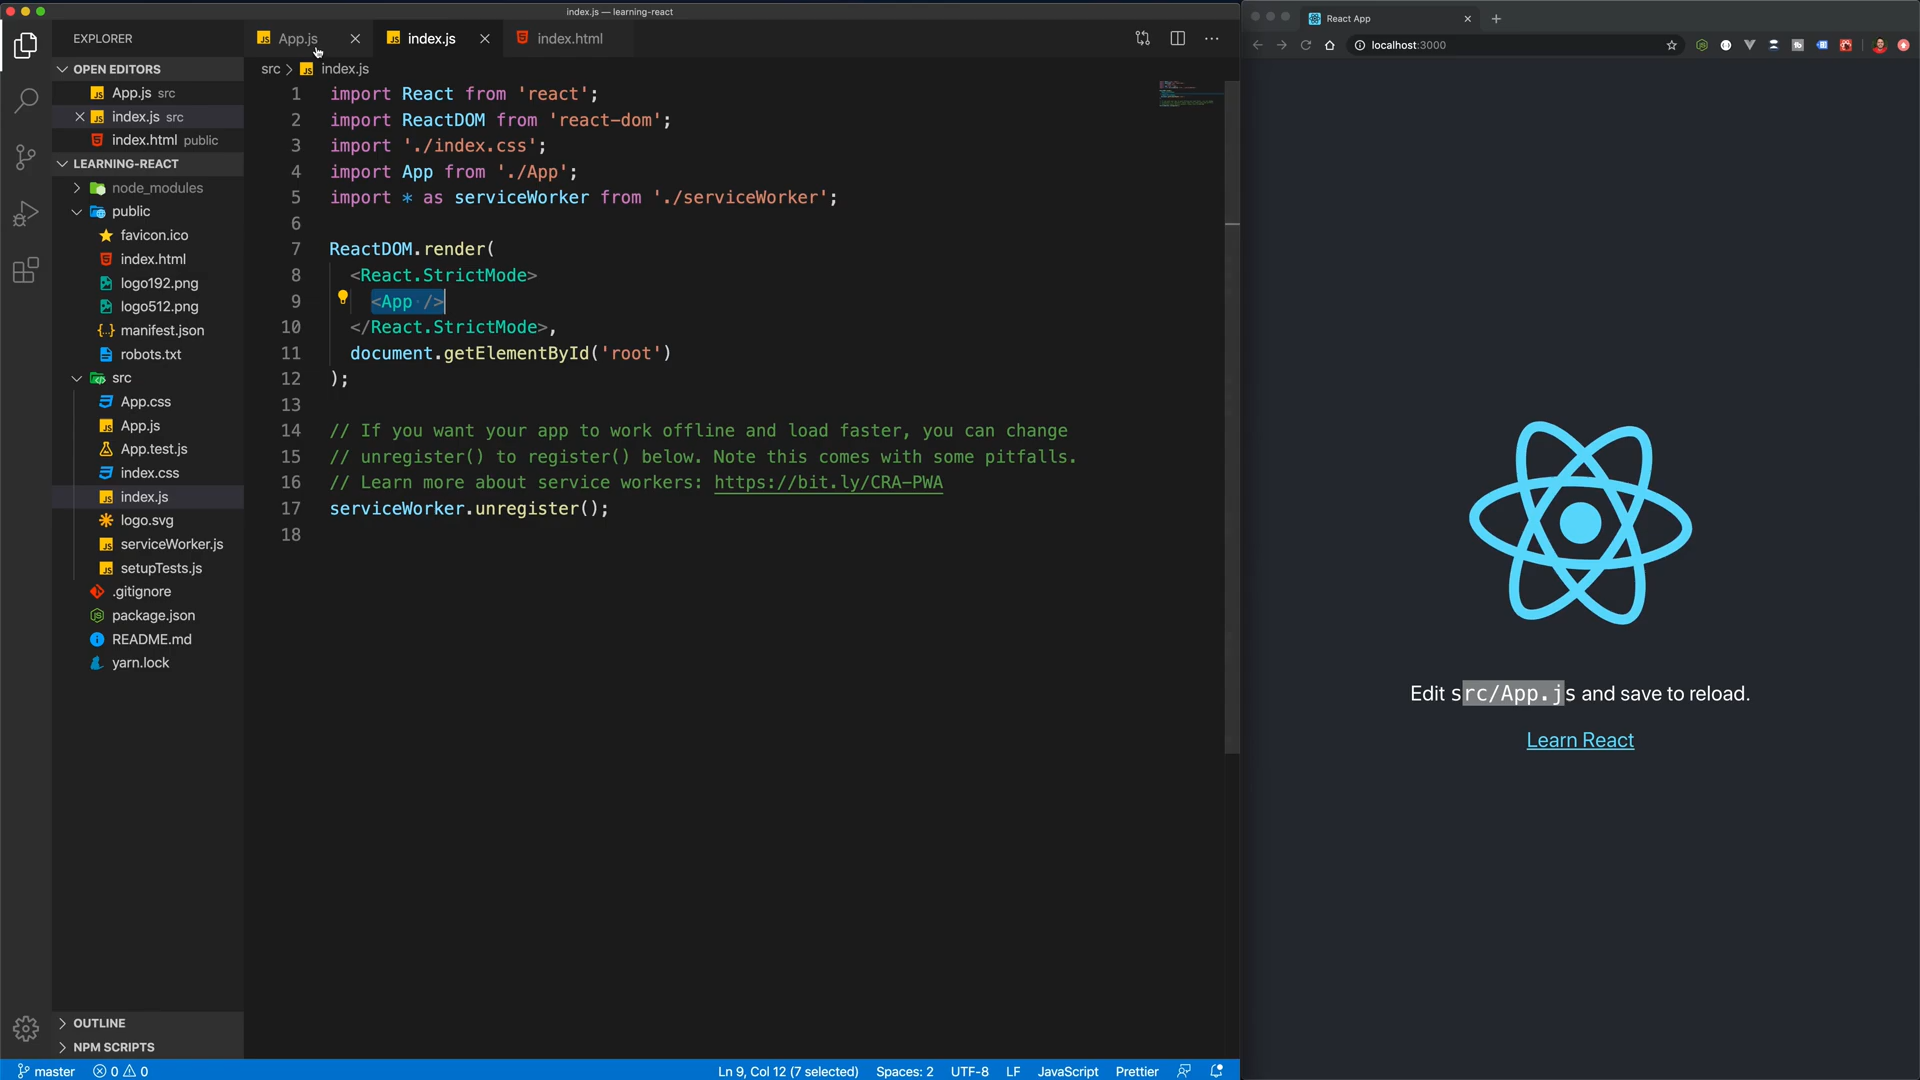 index.js — learning-react
EXPLORER
OPEN EDITORS
App.js src
index.js src
index.html public
LEARNING-REACT
node_modules
public
favicon.ico
index.html
logo192.png
logo512.png
manifest.json
robots.txt
src
App.css
App.js
App.test.js
index.css
index.js
logo.svg
serviceWorker.js
setupTests.js
.gitignore
package.json
README.md
yarn.lock
OUTLINE
NPM SCRIPTS
App.js
index.js
index.html
src > index.js
1 import React from 'react';
2 import ReactDOM from 'react-dom';
3 import './index.css';
4 import App from './App';
5 import * as serviceWorker from './serviceWorker';
6
7 ReactDOM.render(
8 <React.StrictMode>
9 <App />
10 </React.StrictMode>,
11 document.getElementById('root')
12 );
13
14 // If you want your app to work offline and load faster, you can change
15 // unregister() to register() below. Note this comes with some pitfalls.
16 // Learn more about service workers: https://bit.ly/CRA-PWA
17 serviceWorker.unregister();
18
master 0 0 Ln 9, Col 12 (7 selected) Spaces: 2 UTF-8 LF JavaScript Prettier
React App
localhost:3000
Edit src/App.js and save to reload.
Learn React